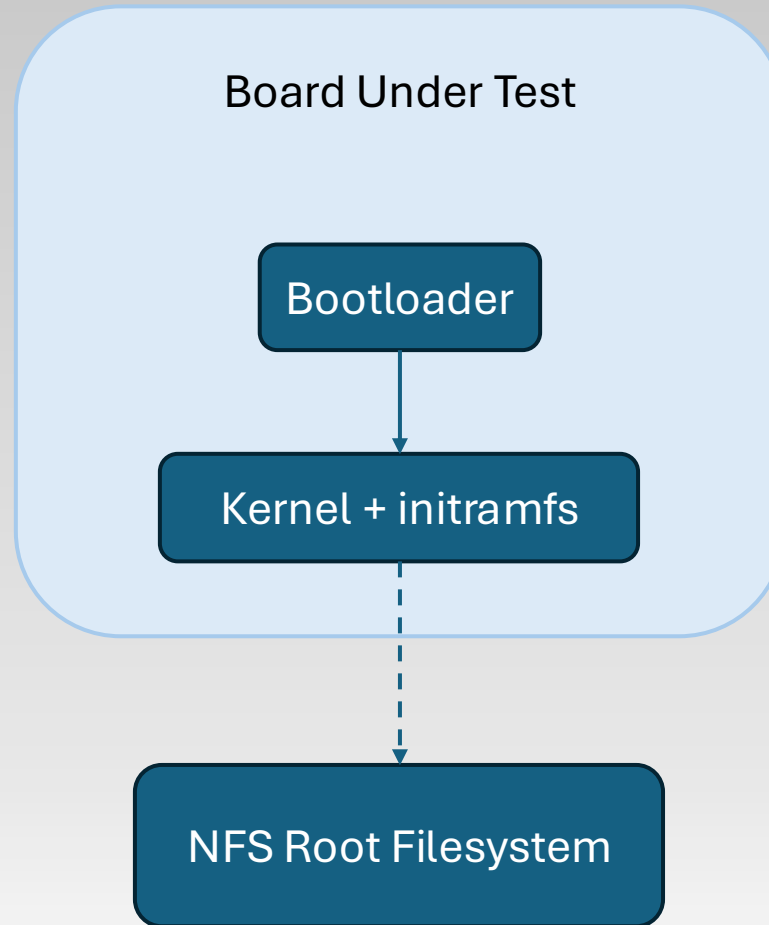 Board Under Test
Bootloader
Kernel + initramfs
NFS Root Filesystem